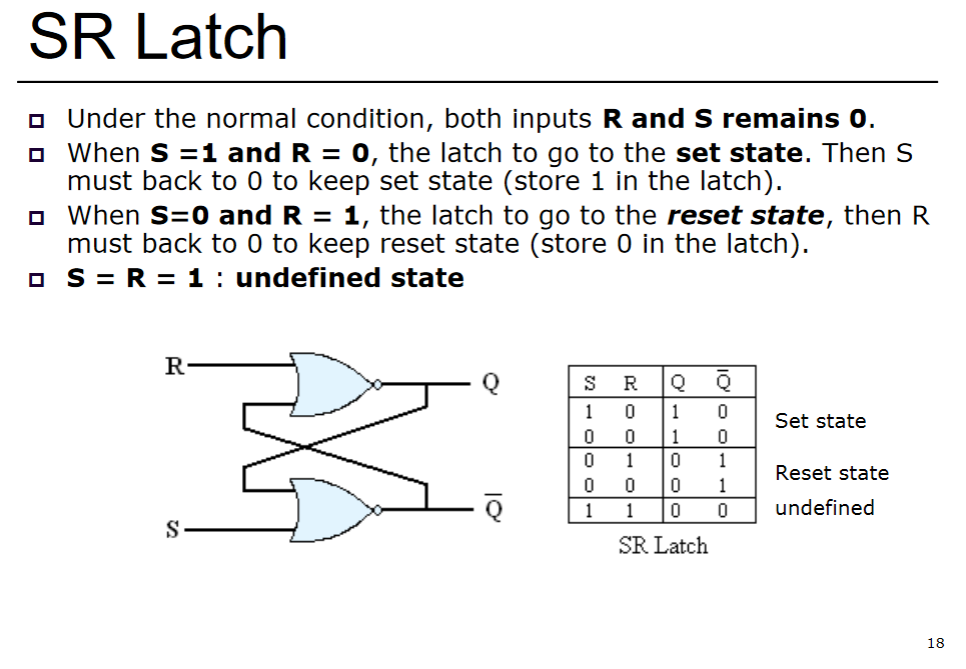 SR Latch
Under the normal condition, both inputs R and S remains 0.
When S =1 and R = 0, the latch to go to the set state. Then S
must back to 0 to keep set state (store 1 in the latch).
When S=0 and R = 1, the latch to go to the reset state, then R
must back to 0 to keep reset state (store 0 in the latch).
S = R = 1 : undefined state
R
Q
S
Q̅
S R Q Q̅
1 0 1 0
0 0 1 0
Set state
0 1 0 1
0 0 0 1
Reset state
1 1 0 0
undefined
SR Latch
18